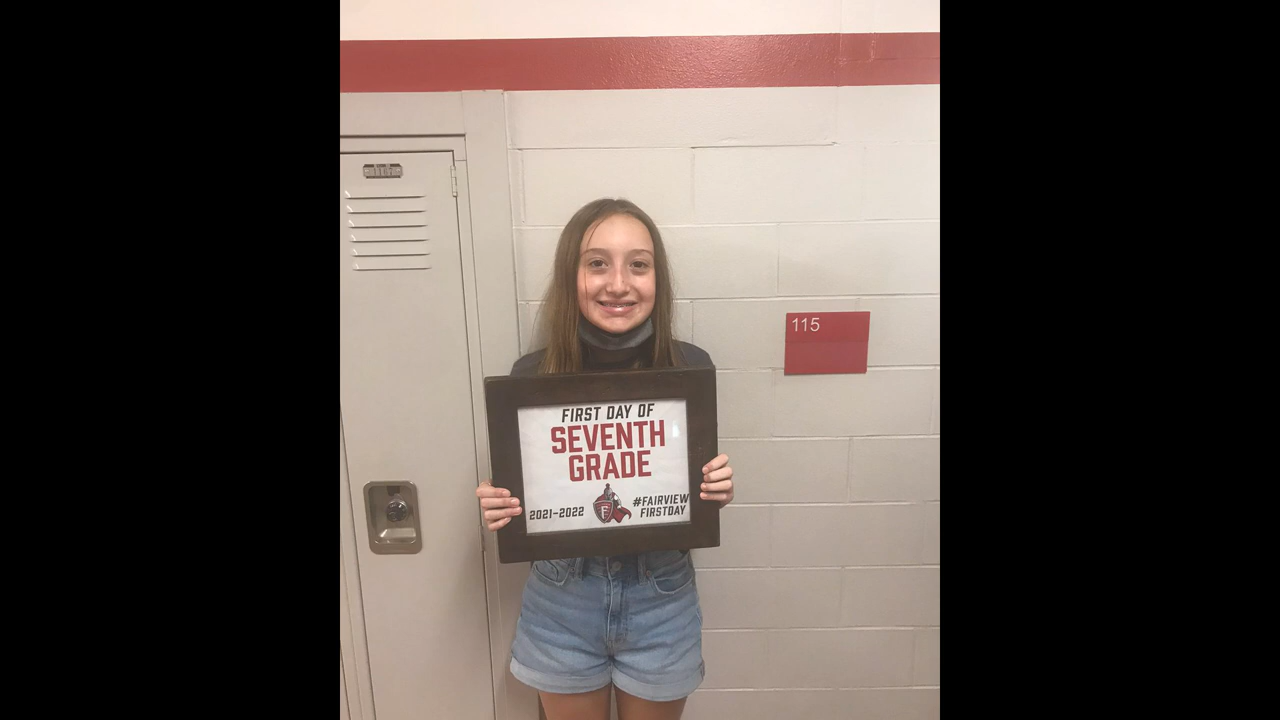 115
FIRST DAY OF
SEVENTH
GRADE
2021-2022
#FAIRVIEW
FIRSTDAY
F